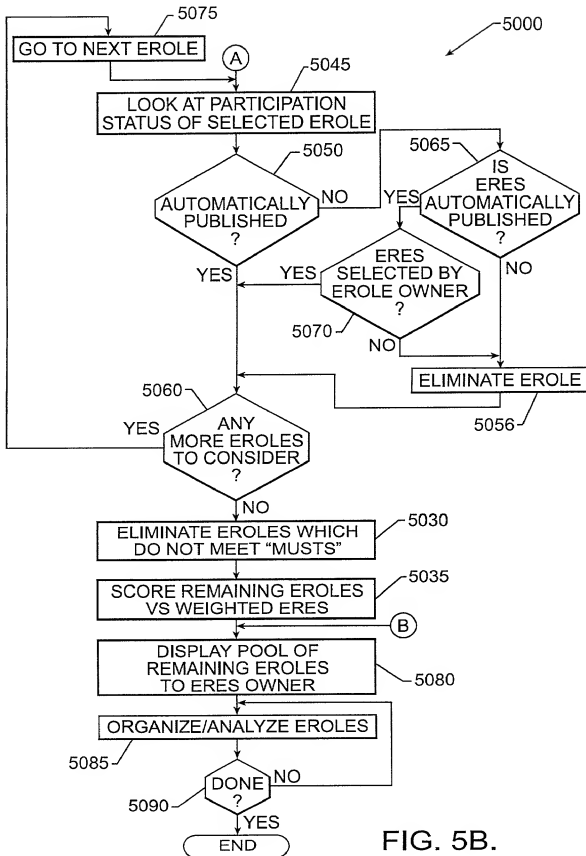 5075
5000
GO TO NEXT EROLE
A
5045
LOOK AT PARTICIPATION
STATUS OF SELECTED EROLE
5050
AUTOMATICALLY
PUBLISHED
?
NO
YES
5065
IS
ERES
AUTOMATICALLY
PUBLISHED
?
YES
NO
ERES
SELECTED BY
EROLE OWNER
?
YES
5070
NO
ELIMINATE EROLE
5056
5060
YES
ANY
MORE EROLES
TO CONSIDER
?
NO
ELIMINATE EROLES WHICH
DO NOT MEET “MUSTS”
5030
SCORE REMAINING EROLES
VS WEIGHTED ERES
5035
B
DISPLAY POOL OF
REMAINING EROLES
TO ERES OWNER
5080
ORGANIZE/ANALYZE EROLES
5085
DONE
?
NO
5090
YES
END
FIG. 5B.